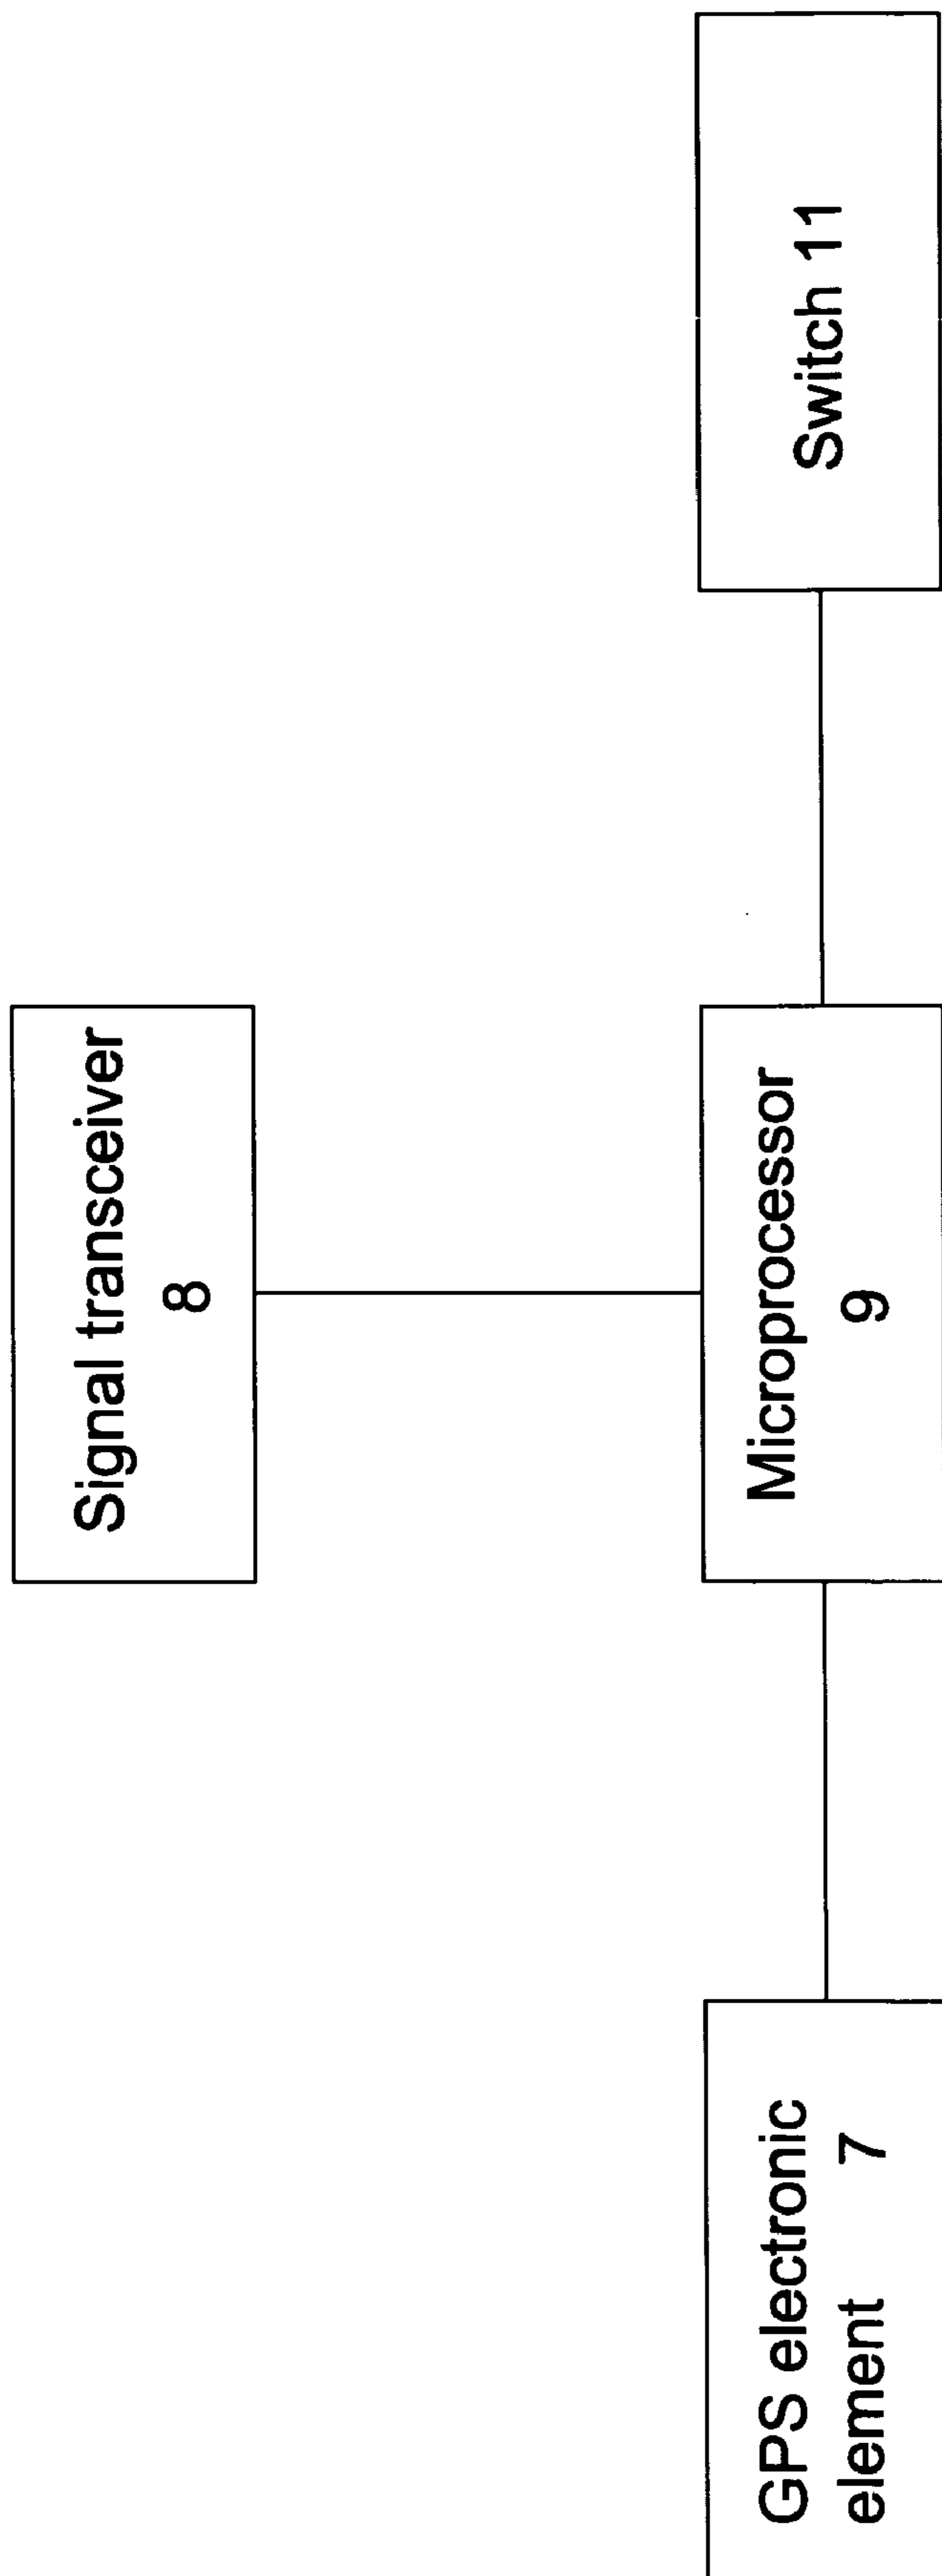 Signal transceiver
8
GPS electronic
element 7
Microprocessor
9
Switch 11